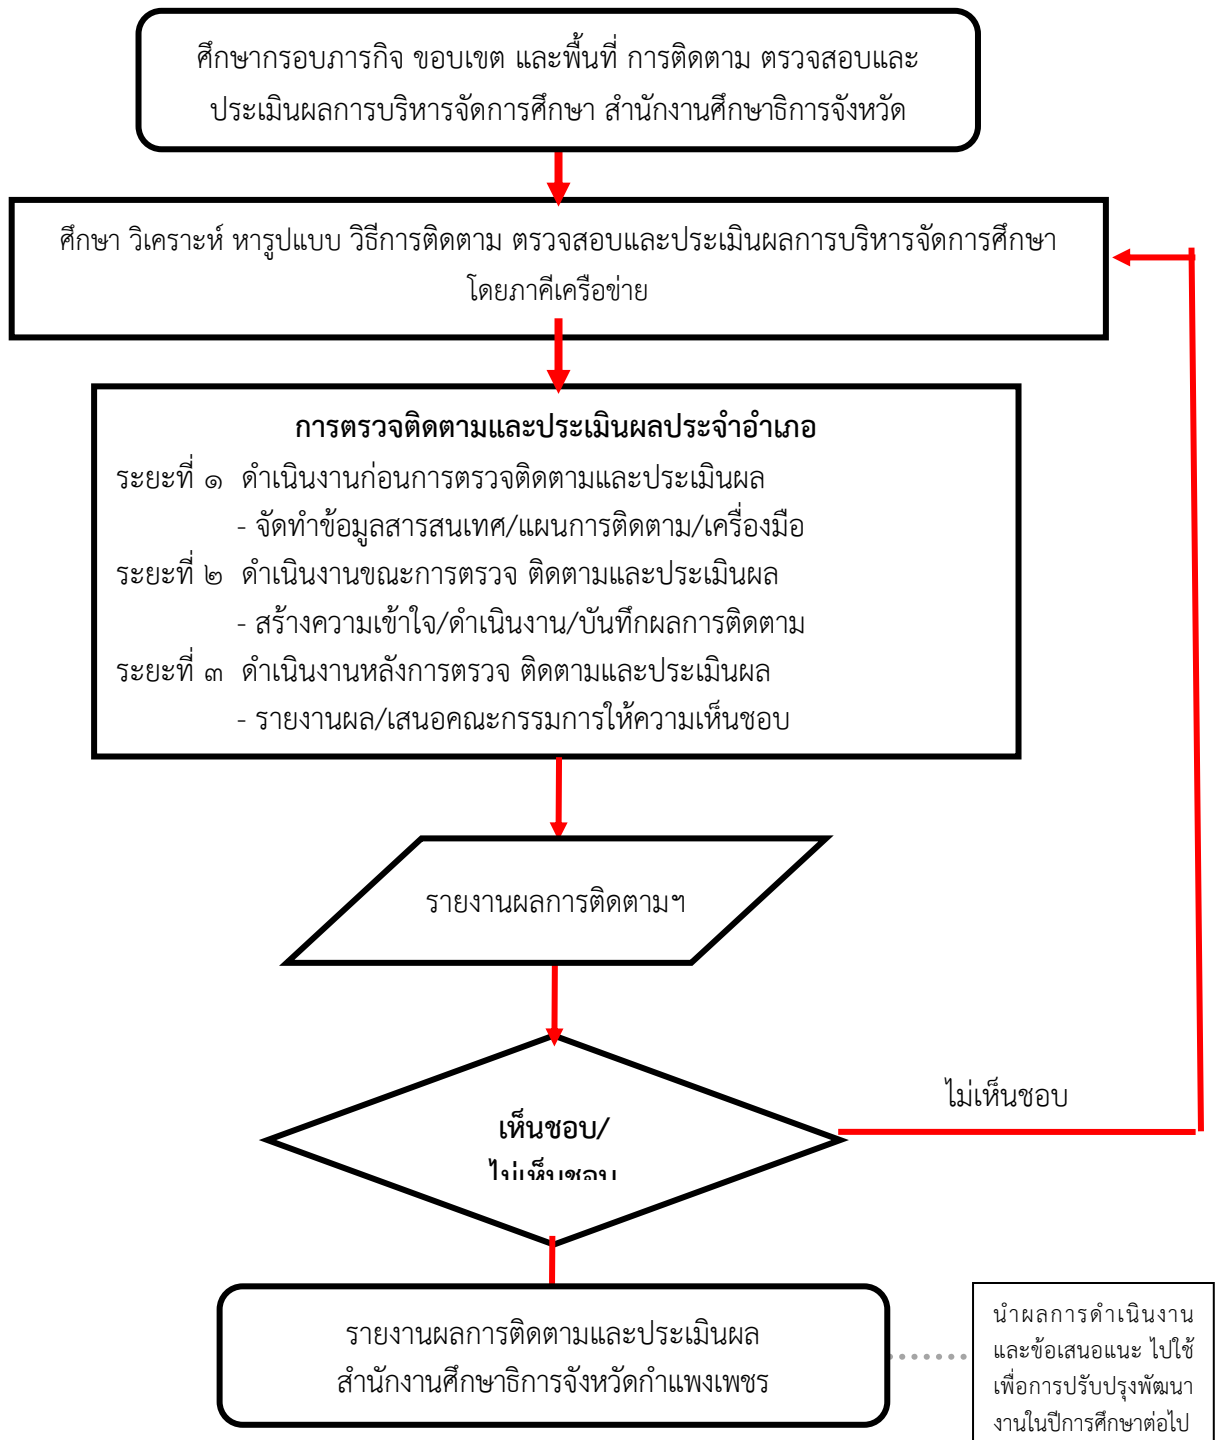 ศึกษากรอบภารกิจ ขอบเขต และพื้นที่ การติดตาม ตรวจสอบและ
ประเมินผลการบริหารจัดการศึกษา สำนักงานศึกษาธิการจังหวัด
ศึกษา วิเคราะห์ หารูปแบบ วิธีการติดตาม ตรวจสอบและประเมินผลการบริหารจัดการศึกษา
โดยภาคีเครือข่าย
การตรวจติดตามและประเมินผลประจำอำเภอ
ระยะที่ ๑ ดำเนินงานก่อนการตรวจติดตามและประเมินผล
- จัดทำข้อมูลสารสนเทศ/แผนการติดตาม/เครื่องมือ
ระยะที่ ๒ ดำเนินงานขณะการตรวจ ติดตามและประเมินผล
- สร้างความเข้าใจ/ดำเนินงาน/บันทึกผลการติดตาม
ระยะที่ ๓ ดำเนินงานหลังการตรวจ ติดตามและประเมินผล
- รายงานผล/เสนอคณะกรรมการให้ความเห็นชอบ
รายงานผลการติดตามฯ
เห็นชอบ/
ไม่เห็นชอบ
ไม่เห็นชอบ
รายงานผลการติดตามและประเมินผล
สำนักงานศึกษาธิการจังหวัดกำแพงเพชร
นำผลการดำเนินงาน
และข้อเสนอแนะ ไปใช้
เพื่อการปรับปรุงพัฒนา
งานในปีการศึกษาต่อไป